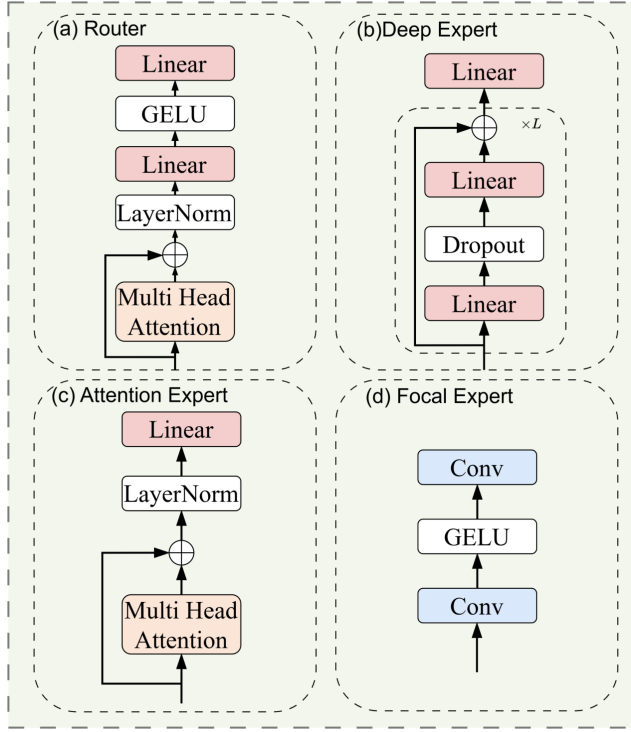 (a) Router
Linear
GELU
Linear
LayerNorm
Multi Head
Attention
(b)Deep Expert
Linear
×L
Linear
Dropout
Linear
(c) Attention Expert
Linear
LayerNorm
Multi Head
Attention
(d) Focal Expert
Conv
GELU
Conv